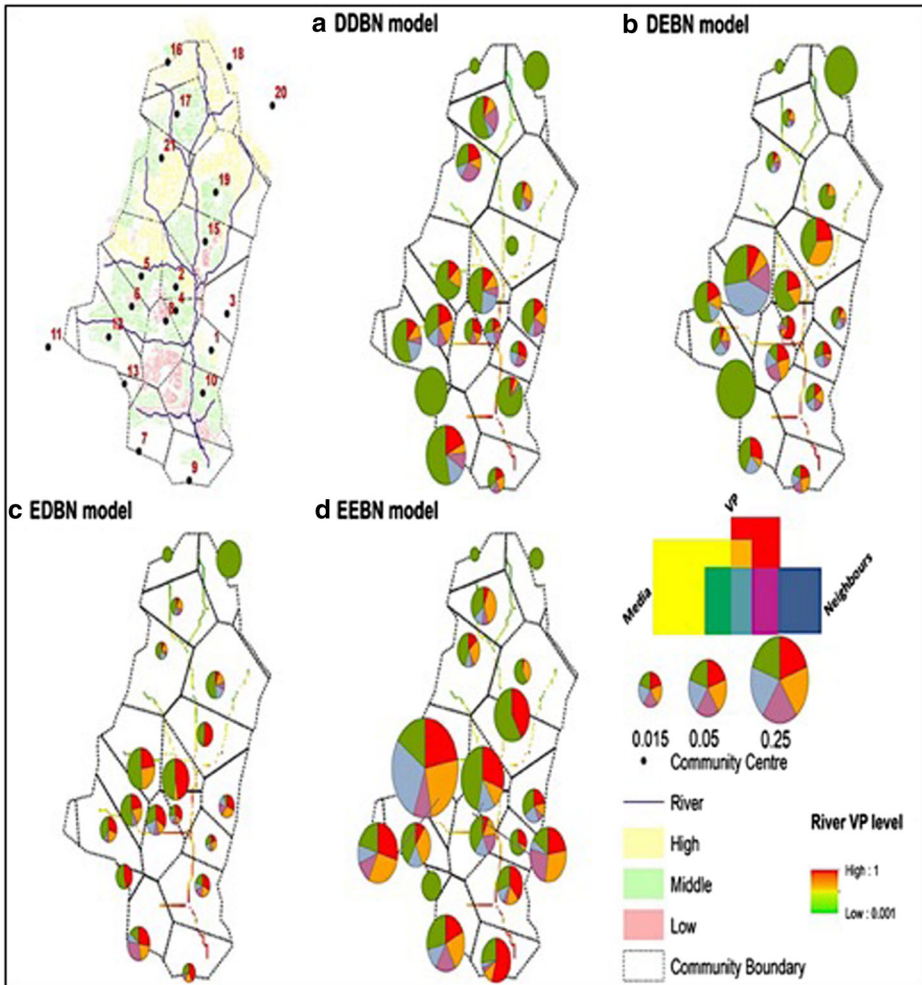 a DDBN model
b DEBN model
16
18
20
17
21
19
15
5
2
6
4
8
3
11
12
1
13
10
7
9
c EDBN model
d EEBN model
VP
Media
Neighbours
0.015
0.05
0.25
Community Centre
River
High
Middle
Low
Community Boundary
River VP level
High : 1
Low : 0.001